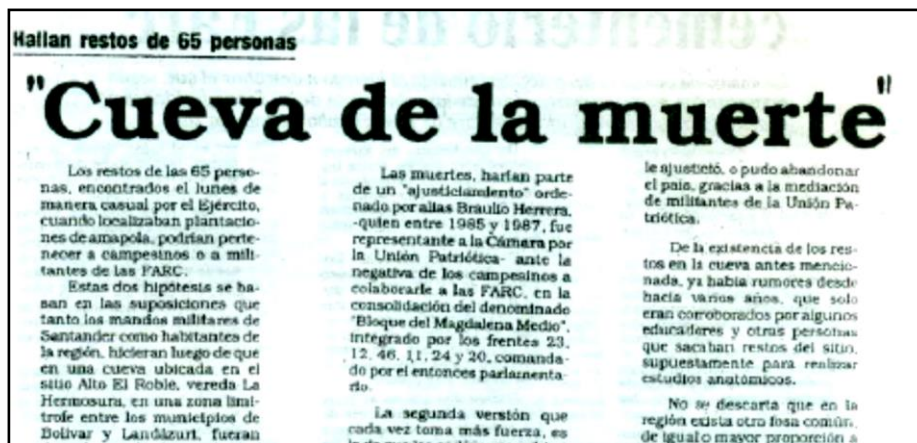 Hallan restos de 65 personas
"Cueva de la muerte"
Los restos de las 65 perso-
nas, encontrados el lunes de
manera casual por el Ejército,
cuando localizaban plantacio-
nes de amapola, podrían perte-
necer a campesinos o a mili-
tantes de las FARC.
Estas dos hipótesis se ba-
san en las suposiciones que
tanto los mandos militares de
Santander como habitantes de
la región, hicieran luego de que
en una cueva ubicada en el
sitio Alto El Roble, vereda La
Hermosura, en una zona limí-
trofe entre los municipios de
Bolívar y Landázuri, fueran
Las muertes, harían parte
de un "ajusticiamiento" orde-
nado por alias Braulio Herrera,
-quien entre 1985 y 1987, fue
representante a la Cámara por
la Unión Patriótica- ante la
negativa de los campesinos a
colaborarle a las FARC, en la
consolidación del denominado
"Bloque del Magdalena Medio",
integrado por los frentes 23,
12, 46, 11, 24 y 20, comanda-
do por el entonces parlamenta-
rio.
La segunda versión que
cada vez toma más fuerza, es
le ajustició, o pudo abandonar
el país, gracias a la mediación
de militantes de la Unión Pa-
triótica.
De la existencia de los res-
tos en la cueva antes mencio-
nada, ya había rumores desde
hacía varios años, que solo
eran corroborados por algunos
educadores y otras personas
que sacaban restos del sitio,
supuestamente para realizar
estudios anatómicos.
No se descarta que en la
región exista otra fosa común,
de igual o mayor proporción a